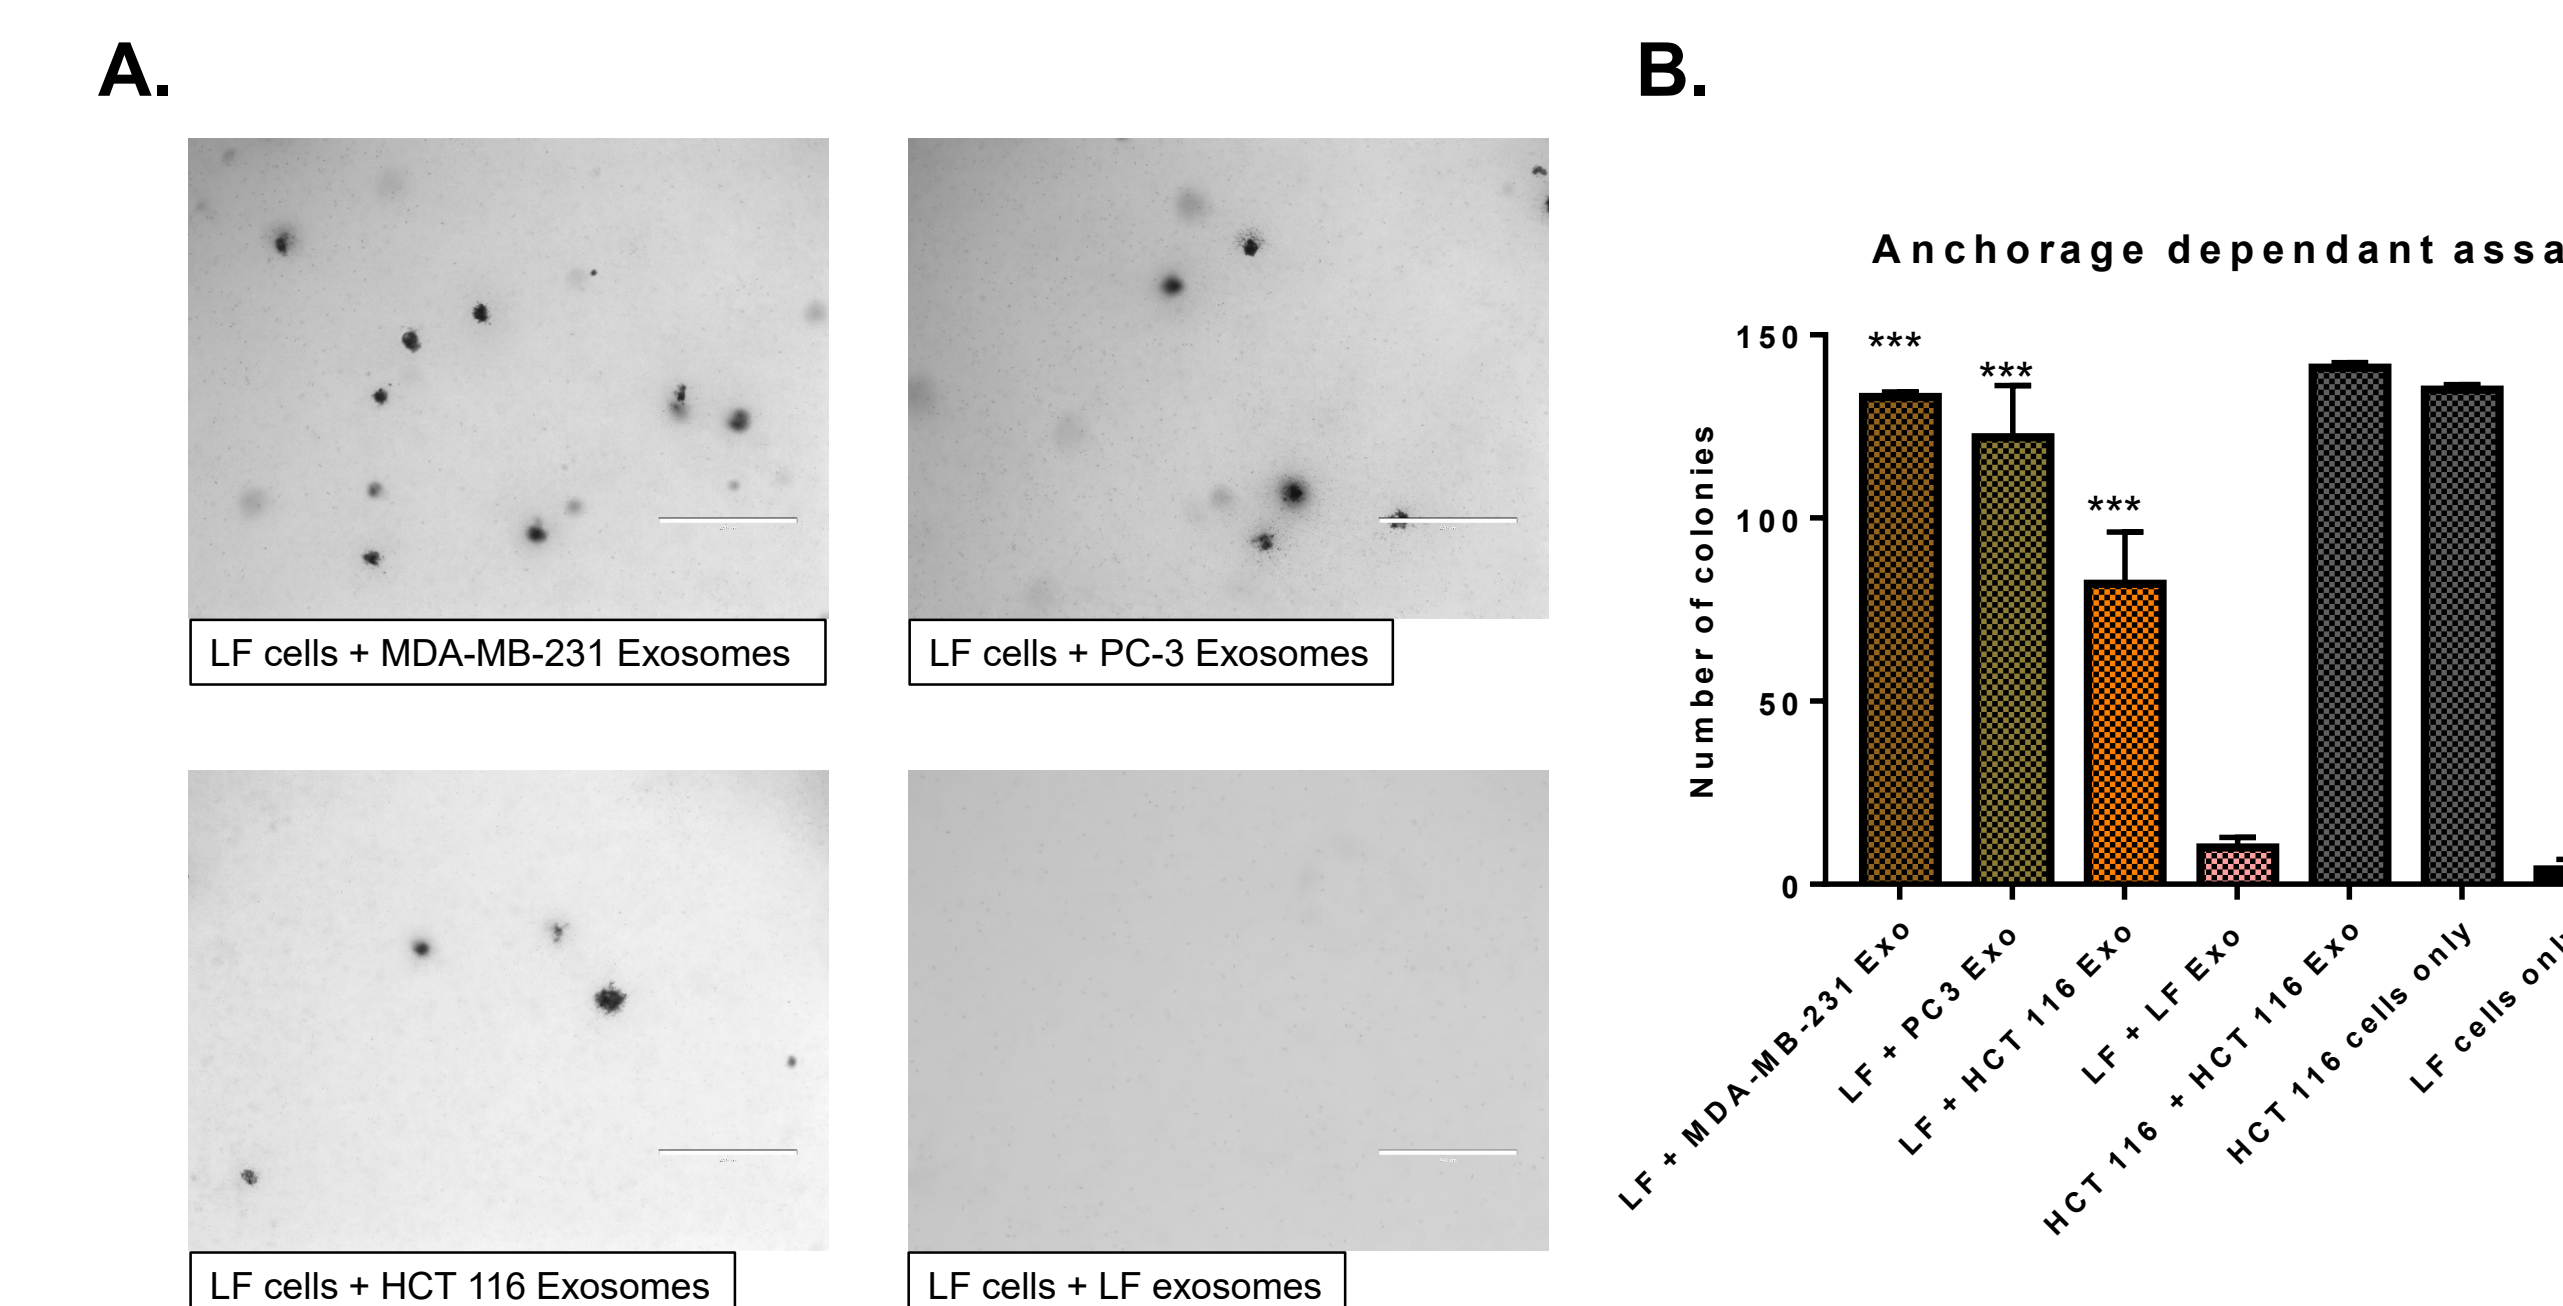 A.
B.
LF cells + MDA-MB-231 Exosomes
LF cells + PC-3 Exosomes
LF cells + HCT 116 Exosomes
LF cells + LF exosomes
Anchorage dependant assa
Number of colonies
150
100
50
0
***
***
***
LF + MDA-MB-231 Exo
LF + PC3 Exo
LF + HCT 116 Exo
LF + LF Exo
HCT 116 + HCT 116 Exo
HCT 116 cells only
LF cells only